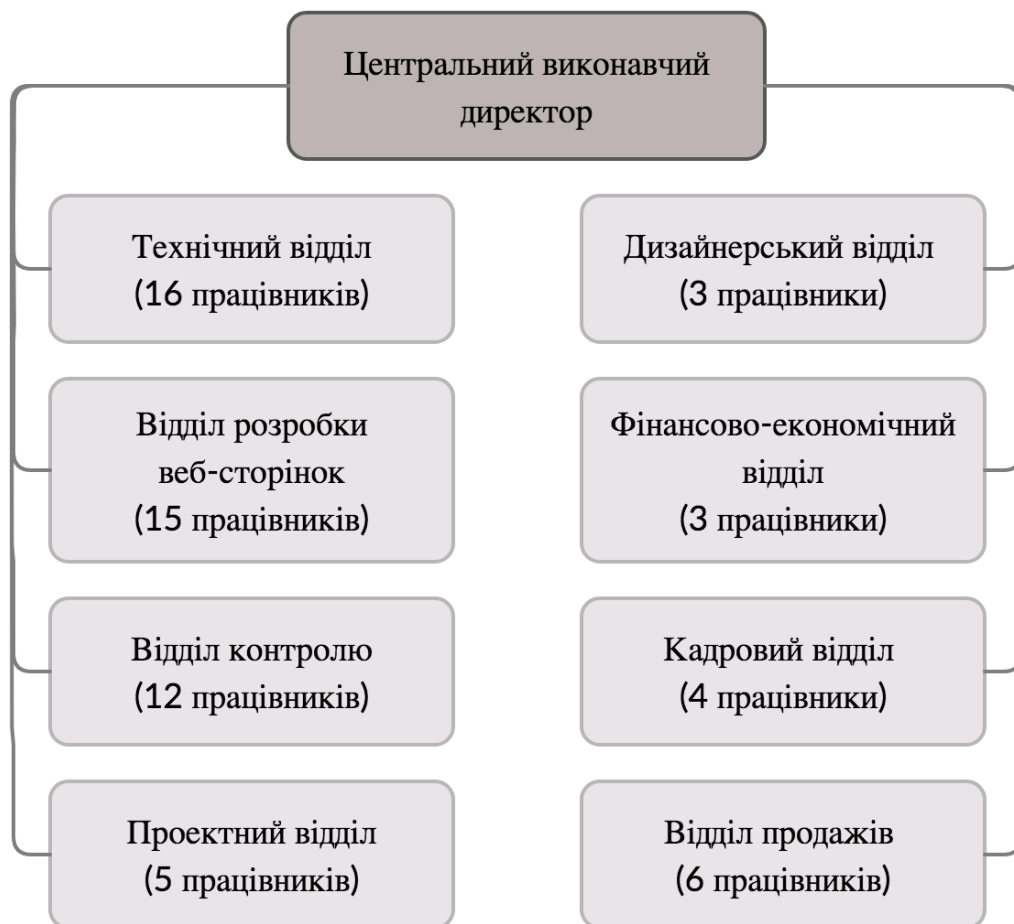 Центральний виконавчий
директор
Технічний відділ
(16 працівників)
Дизайнерський відділ
(3 працівники)
Відділ розробки
веб-сторінок
(15 працівників)
Фінансово-економічний
відділ
(3 працівники)
Відділ контролю
(12 працівників)
Кадровий відділ
(4 працівники)
Проектний відділ
(5 працівників)
Відділ продажів
(6 працівників)